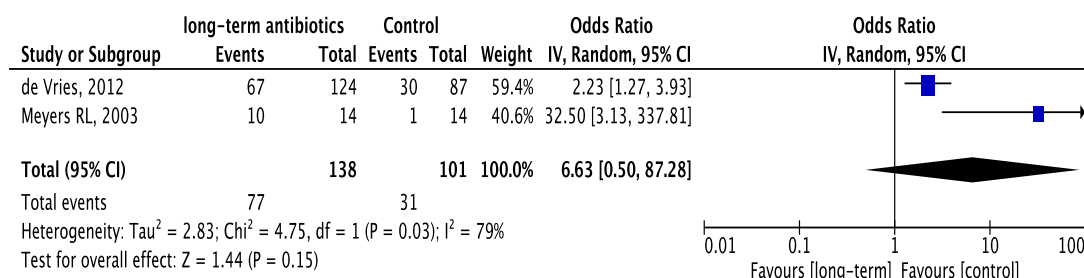 long-term antibiotics Control Odds Ratio Odds Ratio
Study or Subgroup Events Total Events Total Weight IV, Random, 95% CI IV, Random, 95% CI
de Vries, 2012 67 124 30 87 59.4% 2.23 [1.27, 3.93]
Meyers RL, 2003 10 14 1 14 40.6% 32.50 [3.13, 337.81]
Total (95% CI) 138 101 100.0% 6.63 [0.50, 87.28]
Total events 77 31
Heterogeneity: Tau² = 2.83; Chi² = 4.75, df = 1 (P = 0.03); I² = 79%
Test for overall effect: Z = 1.44 (P = 0.15)
0.01 0.1 1 10 100
Favours [long-term] Favours [control]